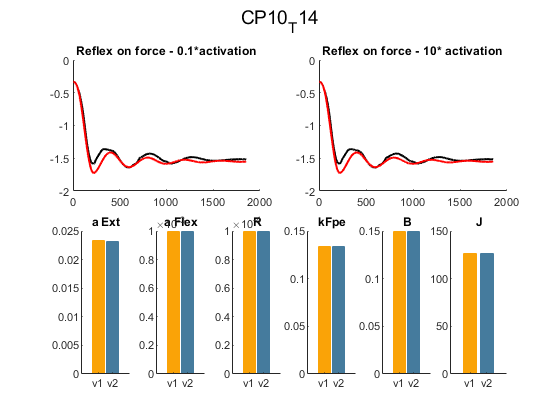 CP10_T14
Reflex on force - 0.1*activation
Reflex on force - 10* activation
0
-0.5
-1
-1.5
-2
0 500 1000 1500 2000
0
-0.5
-1
-1.5
-2
0 500 1000 1500 2000
a Ext
a Flex
R
kFpe
B
J
0.025
0.02
0.015
0.01
0.005
0
v1 v2
1
0.8
0.6
0.4
0.2
0
v1 v2
1
0.8
0.6
0.4
0.2
0
v1 v2
0.15
0.1
0.05
0
v1 v2
0.15
0.1
0.05
0
v1 v2
150
100
50
0
v1 v2